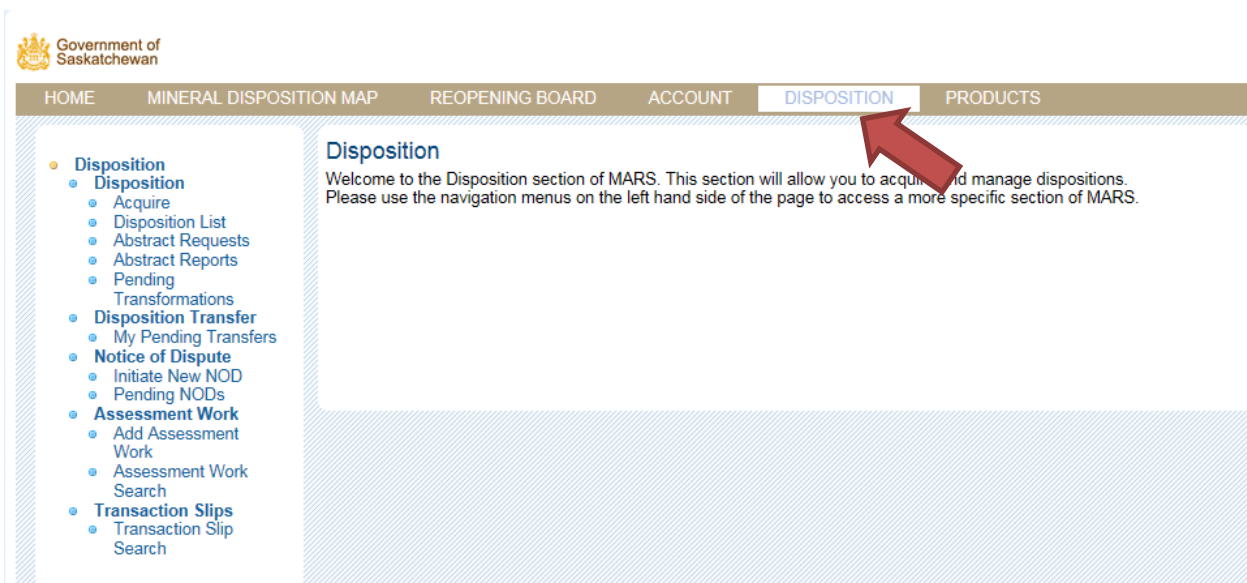 Government of
Saskatchewan
HOME MINERAL DISPOSITION MAP REOPENING BOARD ACCOUNT DISPOSITION PRODUCTS
Disposition
Disposition
Acquire
Disposition List
Abstract Requests
Abstract Reports
Pending
Transformations
Disposition Transfer
My Pending Transfers
Notice of Dispute
Initiate New NOD
Pending NODs
Assessment Work
Add Assessment
Work
Assessment Work
Search
Transaction Slips
Transaction Slip
Search
Disposition
Welcome to the Disposition section of MARS. This section will allow you to manage dispositions.
Please use the navigation menus on the left hand side of the page to access a more specific section of MARS.